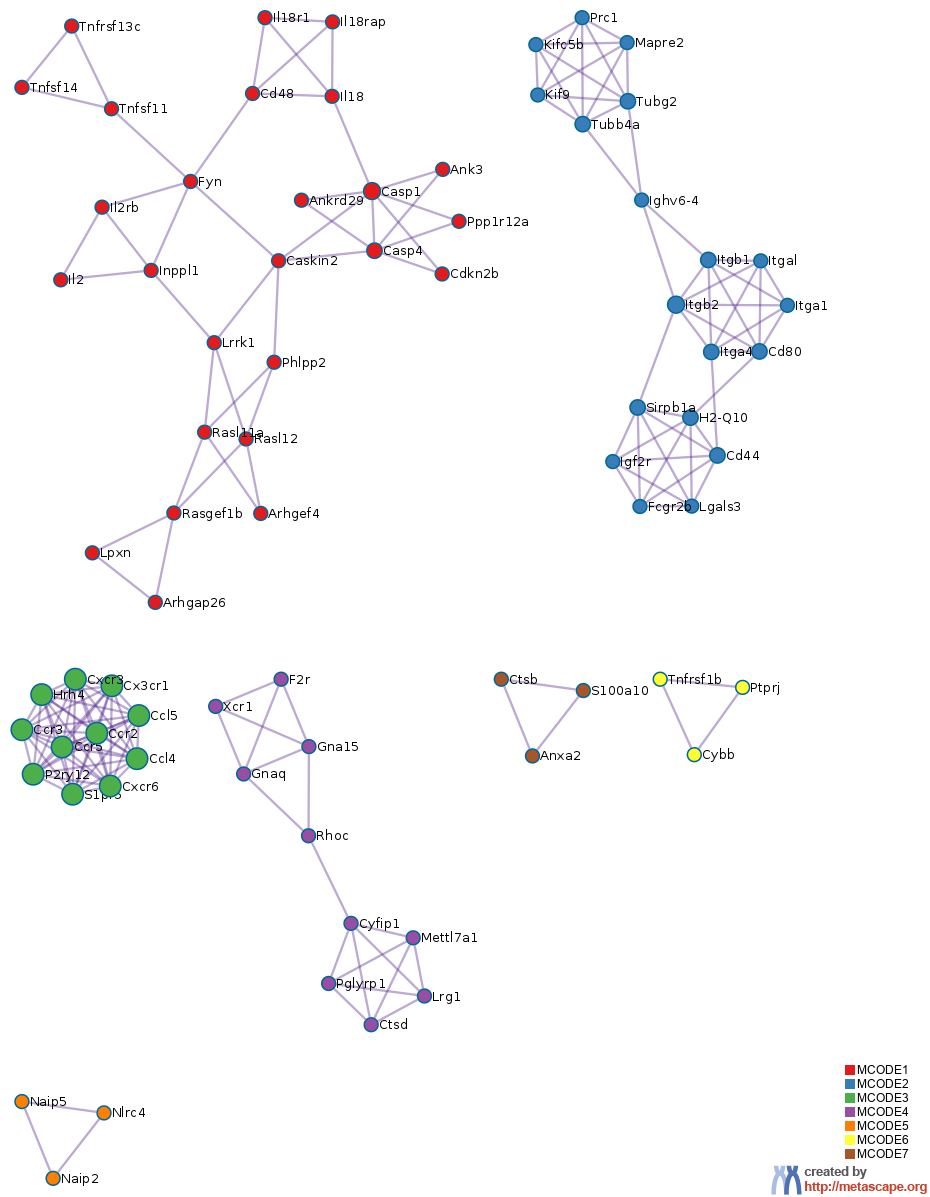 Tnfrsf13c
Tnfsf14
Tnfsf11
Il18r1
Il18rap
Cd48
Il18
Fyn
Il2rb
Il2
Inppl1
Ankrd29
Casp1
Ank3
Ppp1r12a
Casp4
Cdkn2b
Caskin2
Lrrk1
Phlpp2
Rasl11a
Rasl12
Rasgef1b
Arhgef4
Lpxn
Arhgap26
Prc1
Kifc5b
Mapre2
Kif9
Tubg2
Tubb4a
Ighv6-4
Itgb1
Itgal
Itgb2
Itga1
Itga4
Cd80
Sirpb1a
H2-Q10
Igf2r
Cd44
Fcgr2b
Lgals3
Cxcr3
Cx3cr1
Hrh4
Ccl5
Ccr3
Ccr2
Ccr5
Ccl4
P2ry12
Cxcr6
S1pr5
F2r
Xcr1
Gna15
Gnaq
Rhoc
Cyfip1
Mettl7a1
Pglyrp1
Lrg1
Ctsd
Ctsb
S100a10
Anxa2
Tnfrsf1b
Ptprj
Cybb
Naip5
Nlrc4
Naip2
MCODE1
MCODE2
MCODE3
MCODE4
MCODE5
MCODE6
MCODE7
created by
http://metascape.org